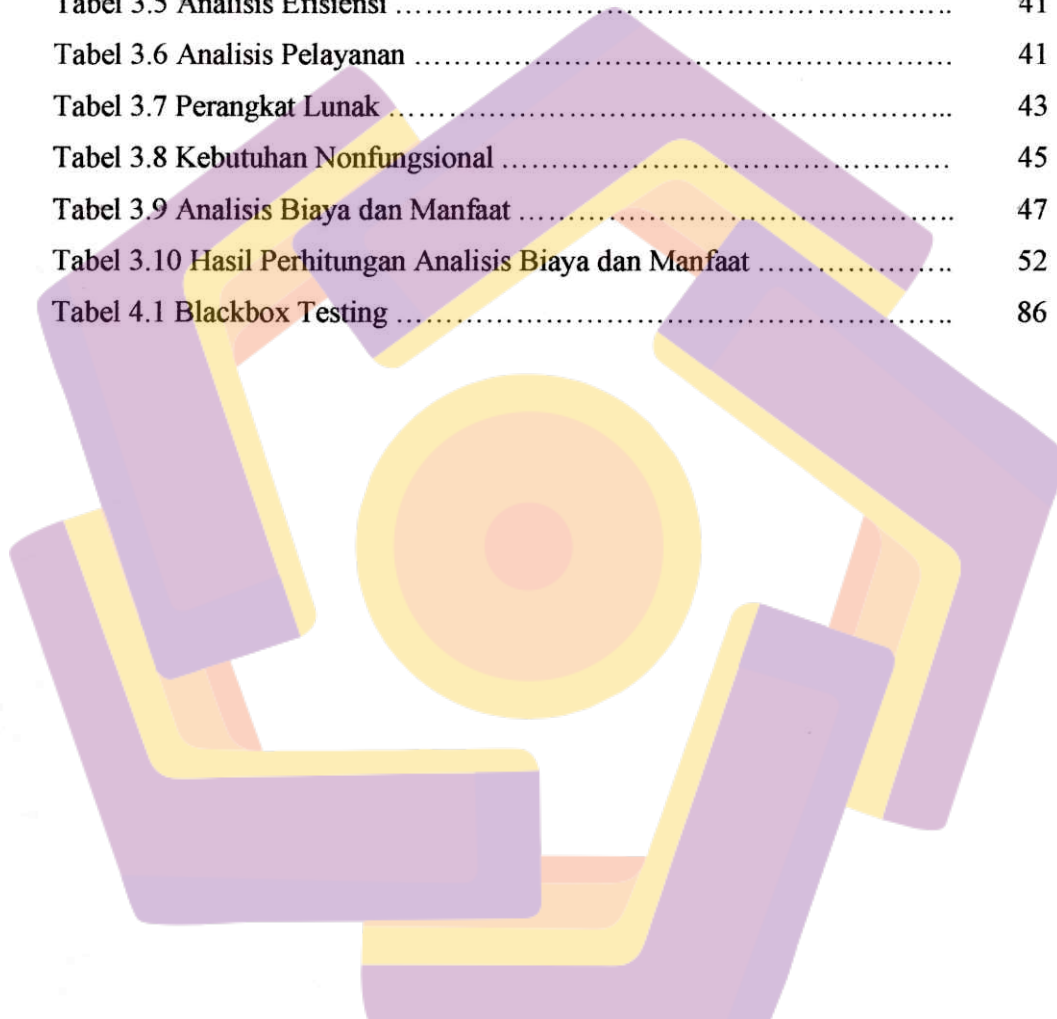 Tabel 3.5 Analisis Efisiensi ........................................................ 41
Tabel 3.6 Analisis Pelayanan ...................................................... 41
Tabel 3.7 Perangkat Lunak ......................................................... 43
Tabel 3.8 Kebutuhan Nonfungsional ............................................. 45
Tabel 3.9 Analisis Biaya dan Manfaat ........................................... 47
Tabel 3.10 Hasil Perhitungan Analisis Biaya dan Manfaat .................... 52
Tabel 4.1 Blackbox Testing ........................................................ 86